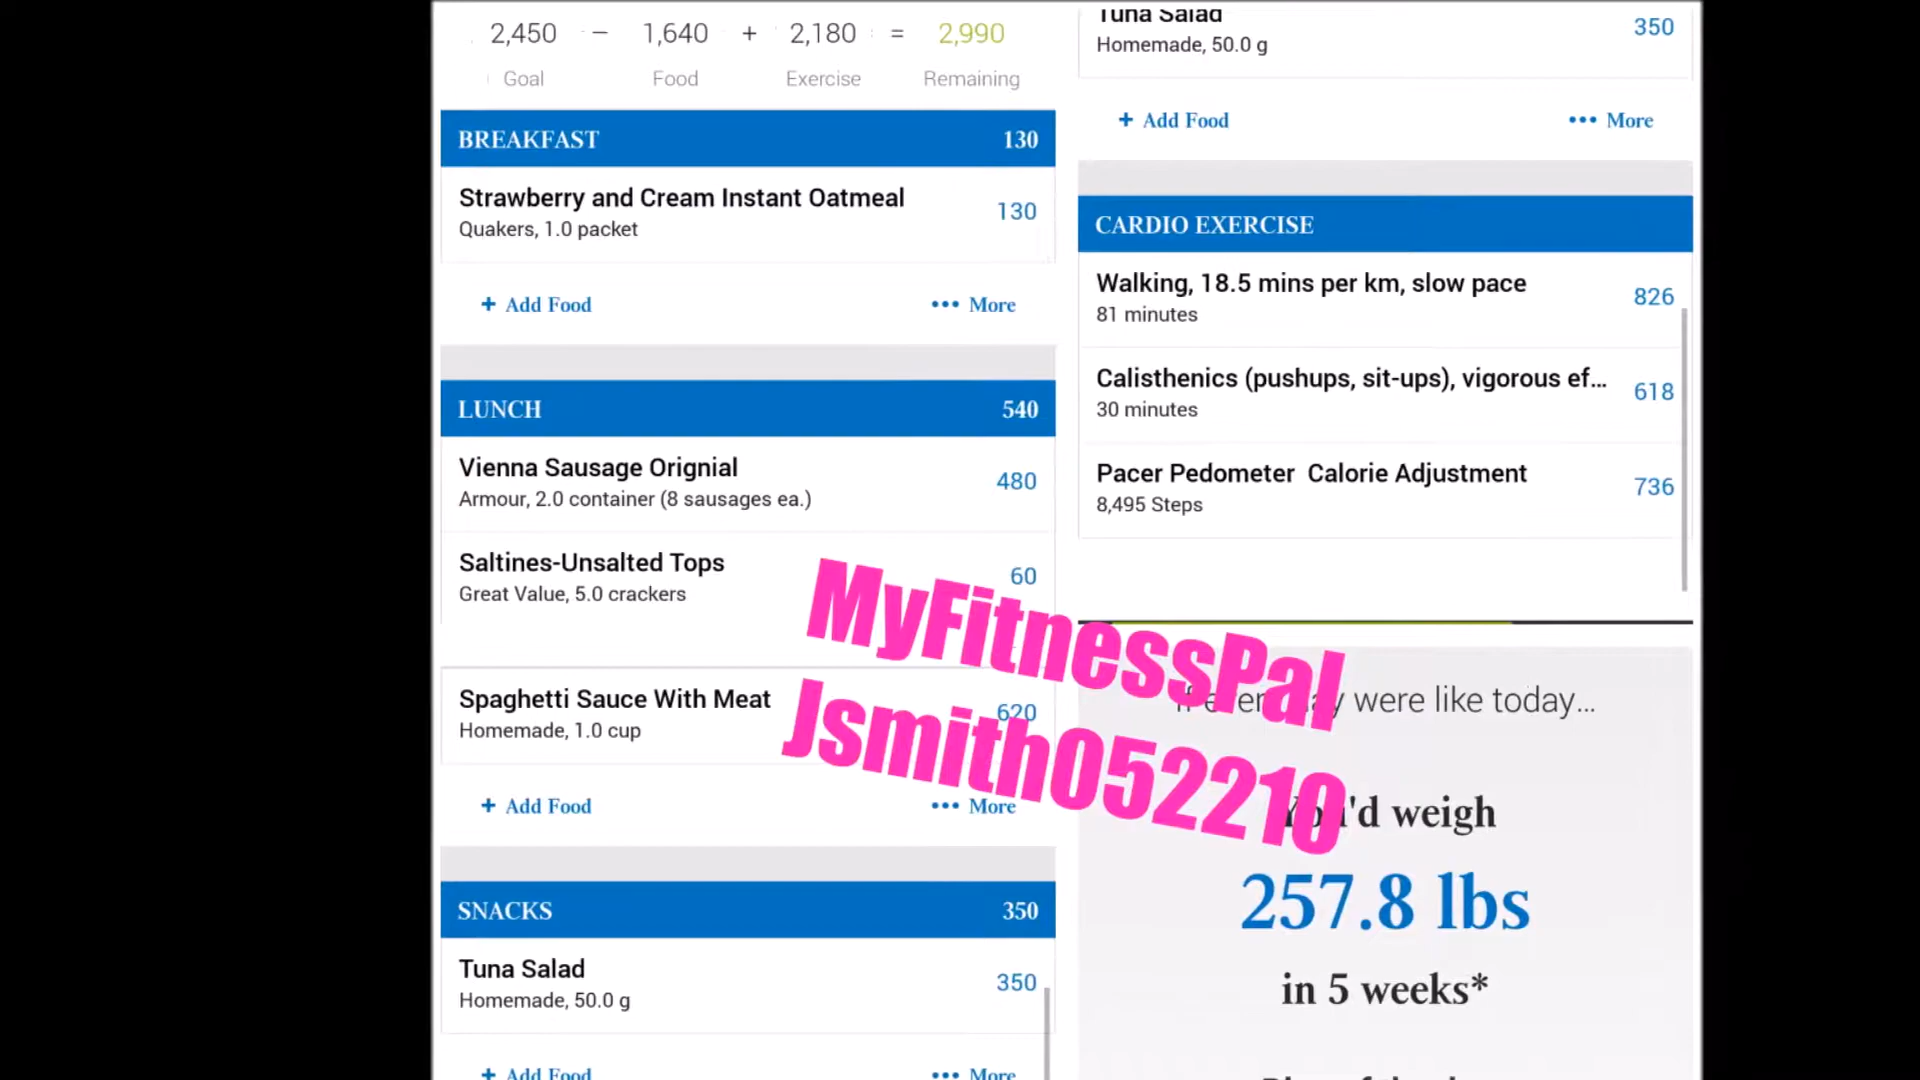 2,450 − 1,640 + 2,180 = 2,990
Goal Food Exercise Remaining
BREAKFAST 130
Strawberry and Cream Instant Oatmeal 130
Quakers, 1.0 packet
+ Add Food ••• More
LUNCH 540
Vienna Sausage Orignial 480
Armour, 2.0 container (8 sausages ea.)
Saltines-Unsalted Tops 60
Great Value, 5.0 crackers
Spaghetti Sauce With Meat 620
Homemade, 1.0 cup
+ Add Food ••• More
SNACKS 350
Tuna Salad 350
Homemade, 50.0 g
+ Add Food ••• More
Tuna Salad 350
Homemade, 50.0 g
+ Add Food ••• More
CARDIO EXERCISE
Walking, 18.5 mins per km, slow pace 826
81 minutes
Calisthenics (pushups, sit-ups), vigorous ef... 618
30 minutes
Pacer Pedometer Calorie Adjustment 736
8,495 Steps
MyFitnessPal
Jsmith052210
were like today...
You'd weigh
257.8 lbs
in 5 weeks*